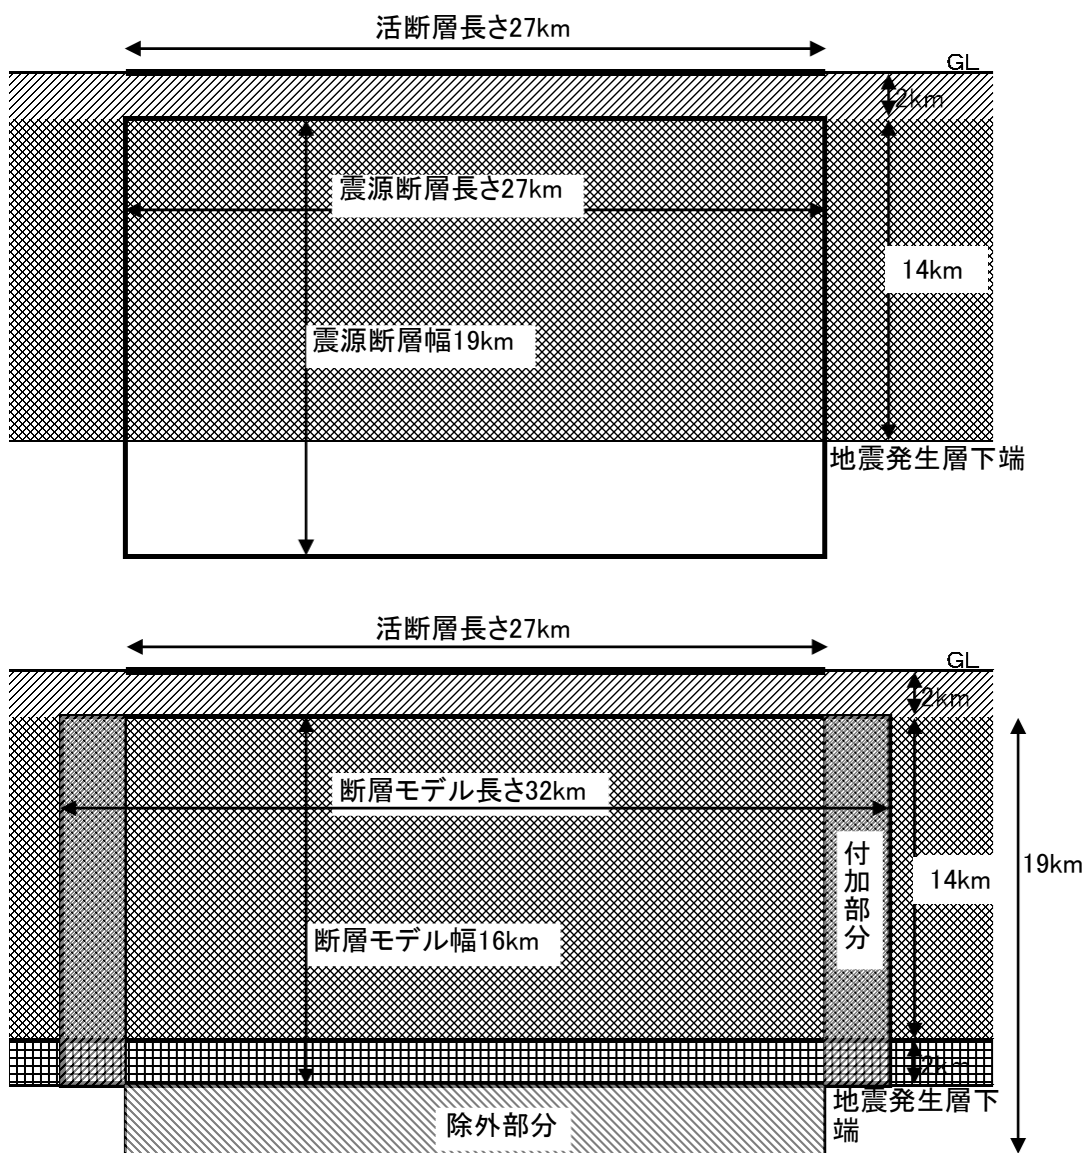 活断層長さ27km
GL
2km
震源断層長さ27km
14km
震源断層幅19km
地震発生層下端
活断層長さ27km
GL
2km
断層モデル長さ32km
付加部分
14km
19km
断層モデル幅16km
2km
地震発生層下
端
除外部分